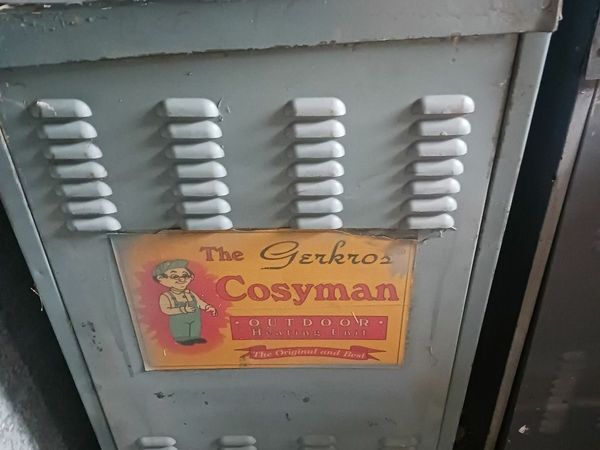 The Gerkros
Cosyman
· OUTDOOR ·
Heating Unit
The Original and Best